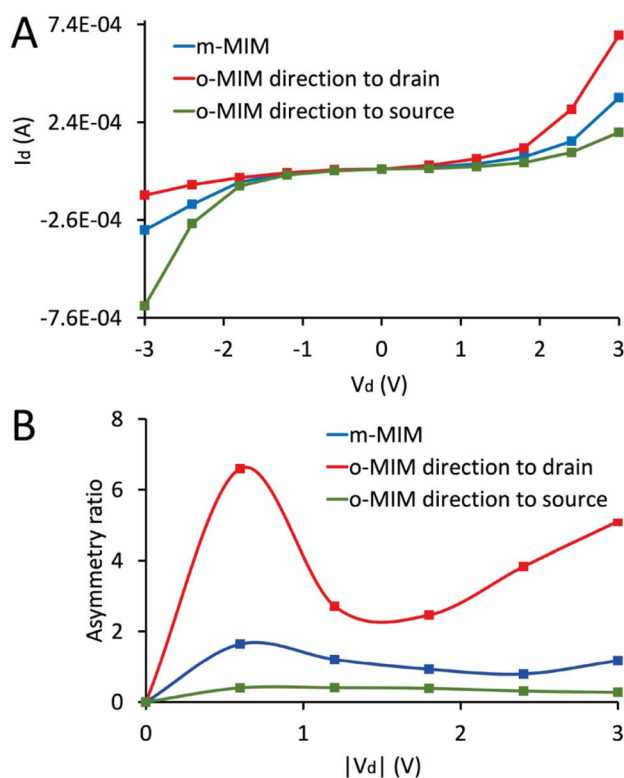 A
7.4E-04
2.4E-04
-2.6E-04
-7.6E-04
Id (A)
m-MIM
o-MIM direction to drain
o-MIM direction to source
-3 -2 -1 0 1 2 3
Vd (V)
B
8
6
4
2
0
Asymmetry ratio
m-MIM
o-MIM direction to drain
o-MIM direction to source
0 1 2 3
|Vd| (V)